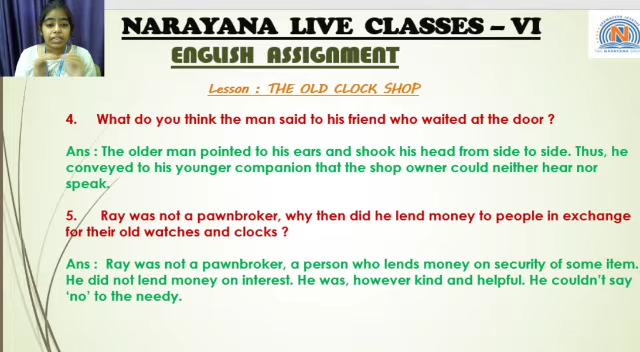 NARAYANA LIVE CLASSES – VI
ENGLISH ASSIGNMENT
Lesson : THE OLD CLOCK SHOP
4. What do you think the man said to his friend who waited at the door ?
Ans : The older man pointed to his ears and shook his head from side to side. Thus, he
conveyed to his younger companion that the shop owner could neither hear nor
speak.
5. Ray was not a pawnbroker, why then did he lend money to people in exchange
for their old watches and clocks ?
Ans : Ray was not a pawnbroker, a person who lends money on security of some item.
He did not lend money on interest. He was, however kind and helpful. He couldn't say
'no' to the needy.
N